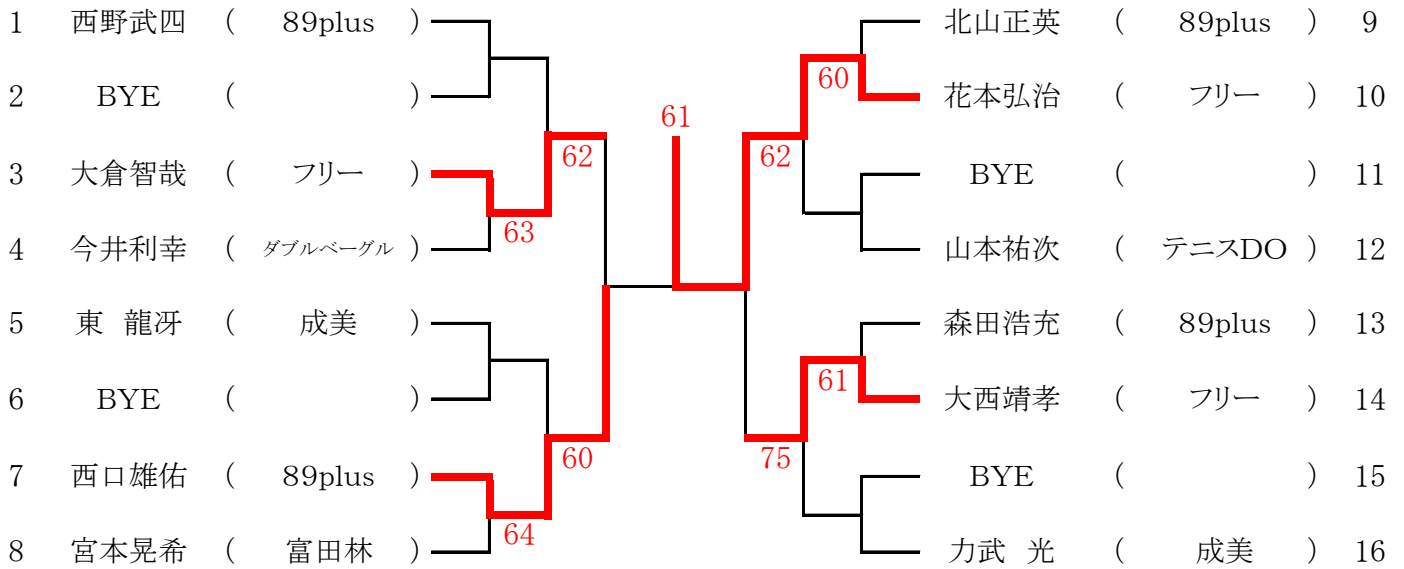 1 西野武四 ( 89plus )
2 BYE ( )
3 大倉智哉 ( フリー )
4 今井利幸 ( ダブルベーグル )
5 東 龍冴 ( 成美 )
6 BYE ( )
7 西口雄佑 ( 89plus )
8 宮本晃希 ( 富田林 )
62
63
60
64
61
60
62
61
75
北山正英 ( 89plus ) 9
花本弘治 ( フリー ) 10
BYE ( ) 11
山本祐次 ( テニスDO ) 12
森田浩充 ( 89plus ) 13
大西靖孝 ( フリー ) 14
BYE ( ) 15
力武 光 ( 成美 ) 16